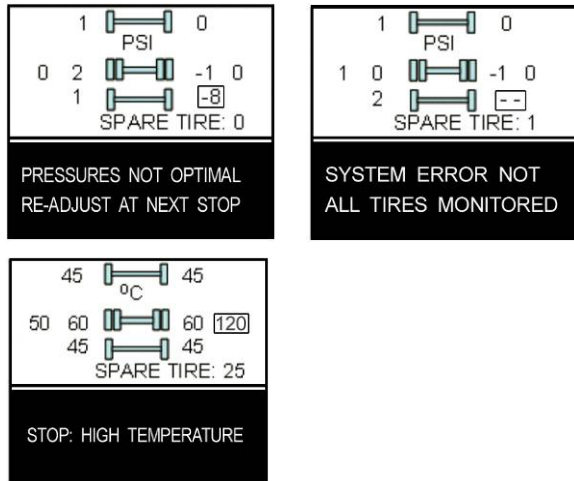 1 0
PSI
0 2 -1 0
1 -8
SPARE TIRE: 0
PRESSURES NOT OPTIMAL
RE-ADJUST AT NEXT STOP
1 0
PSI
1 0 -1 0
2 --
SPARE TIRE: 1
SYSTEM ERROR NOT
ALL TIRES MONITORED
45 45
ºC
50 60 60 120
45 45
SPARE TIRE: 25
STOP: HIGH TEMPERATURE